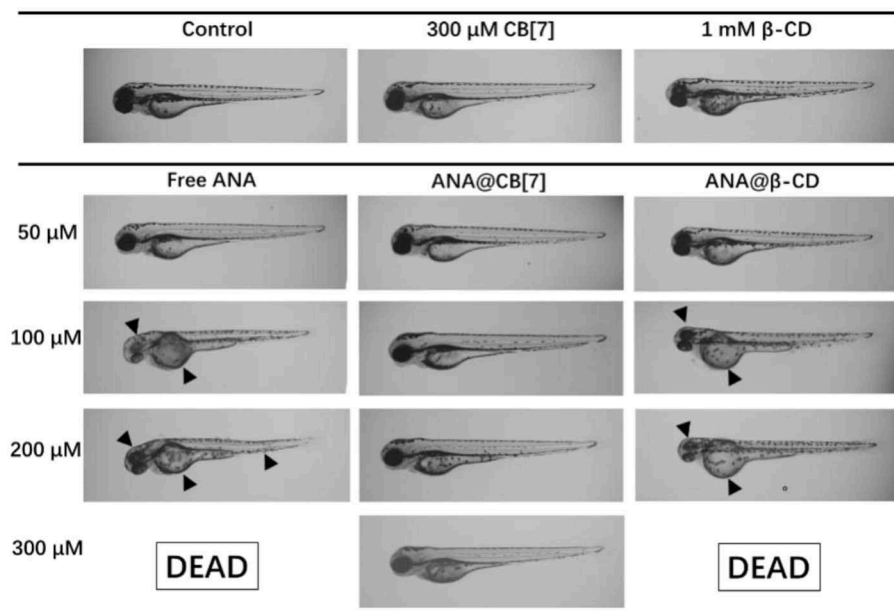 Control 300 μM CB[7] 1 mM β-CD
Free ANA ANA@CB[7] ANA@β-CD
50 μM
100 μM
200 μM
300 μM
DEAD DEAD